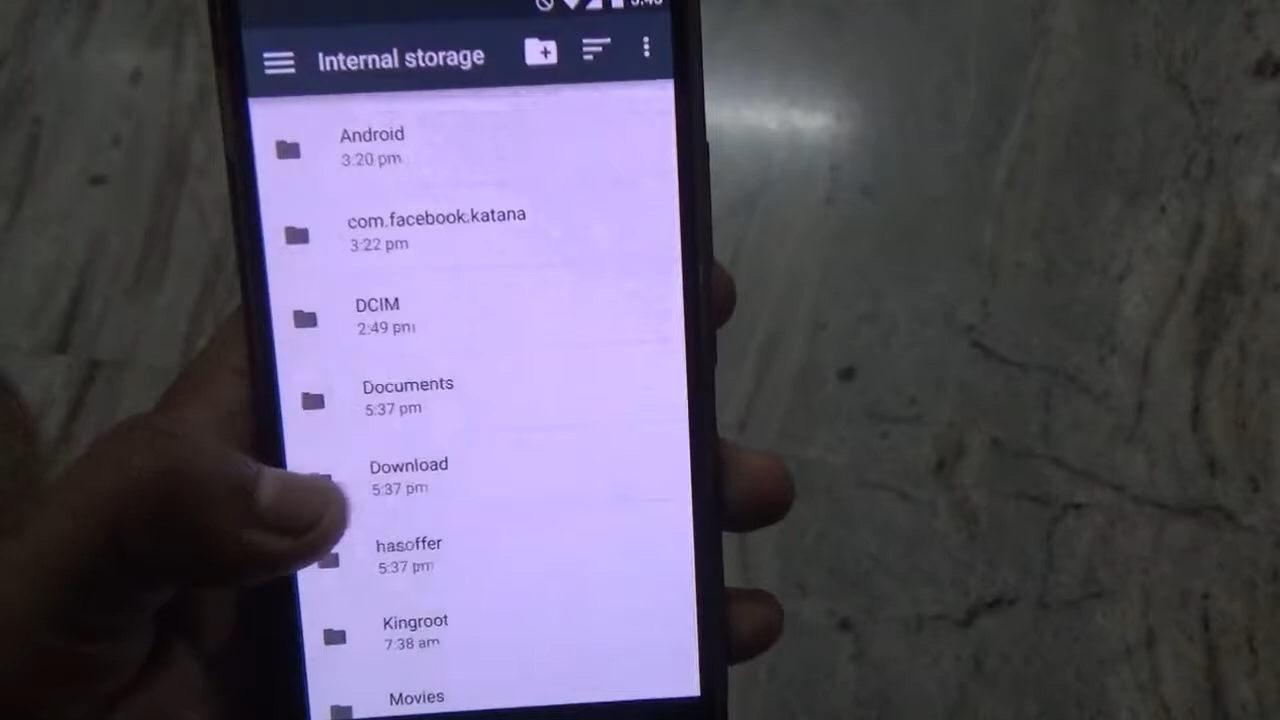 Internal storage
Android
3:20 pm
com.facebook.katana
3:22 pm
DCIM
2:49 pm
Documents
5:37 pm
Download
5:37 pm
hasoffer
5:37 pm
Kingroot
7:38 am
Movies